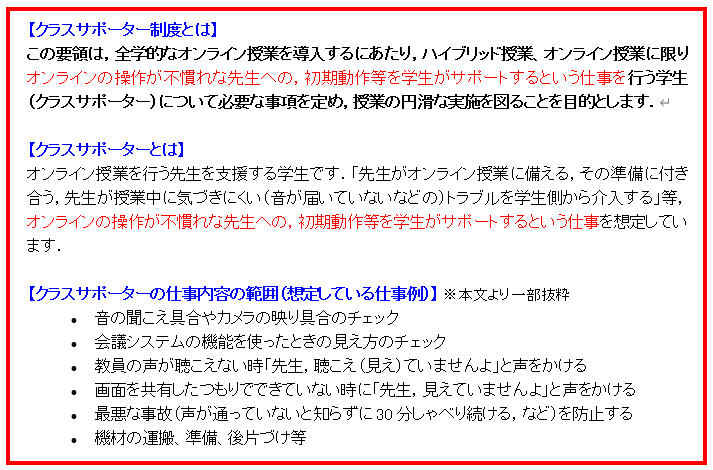 【クラスサポーター制度とは】
この要領は，全学的なオンライン授業を導入するにあたり，ハイブリッド授業、オンライン授業に限り
オンラインの操作が不慣れな先生への，初期動作等を学生がサポートするという仕事を行う学生
（クラスサポーター）について必要な事項を定め，授業の円滑な実施を図ることを目的とします．↵
【クラスサポーターとは】
オンライン授業を行う先生を支援する学生です．「先生がオンライン授業に備える，その準備に付き
合う，先生が授業中に気づきにくい（音が届いていないなどの）トラブルを学生側から介入する」等，
オンラインの操作が不慣れな先生への，初期動作等を学生がサポートするという仕事を想定してい
ます．
【クラスサポーターの仕事内容の範囲（想定している仕事例）】 ※本文より一部抜粋
• 音の聞こえ具合やカメラの映り具合のチェック
• 会議システムの機能を使ったときの見え方のチェック
• 教員の声が聴こえない時「先生，聴こえ（見え）ていませんよ」と声をかける
• 画面を共有したつもりでできていない時に「先生，見えていませんよ」と声をかける
• 最悪な事故（声が通っていないと知らずに 30 分しゃべり続ける，など）を防止する
• 機材の運搬、準備、後片づけ等